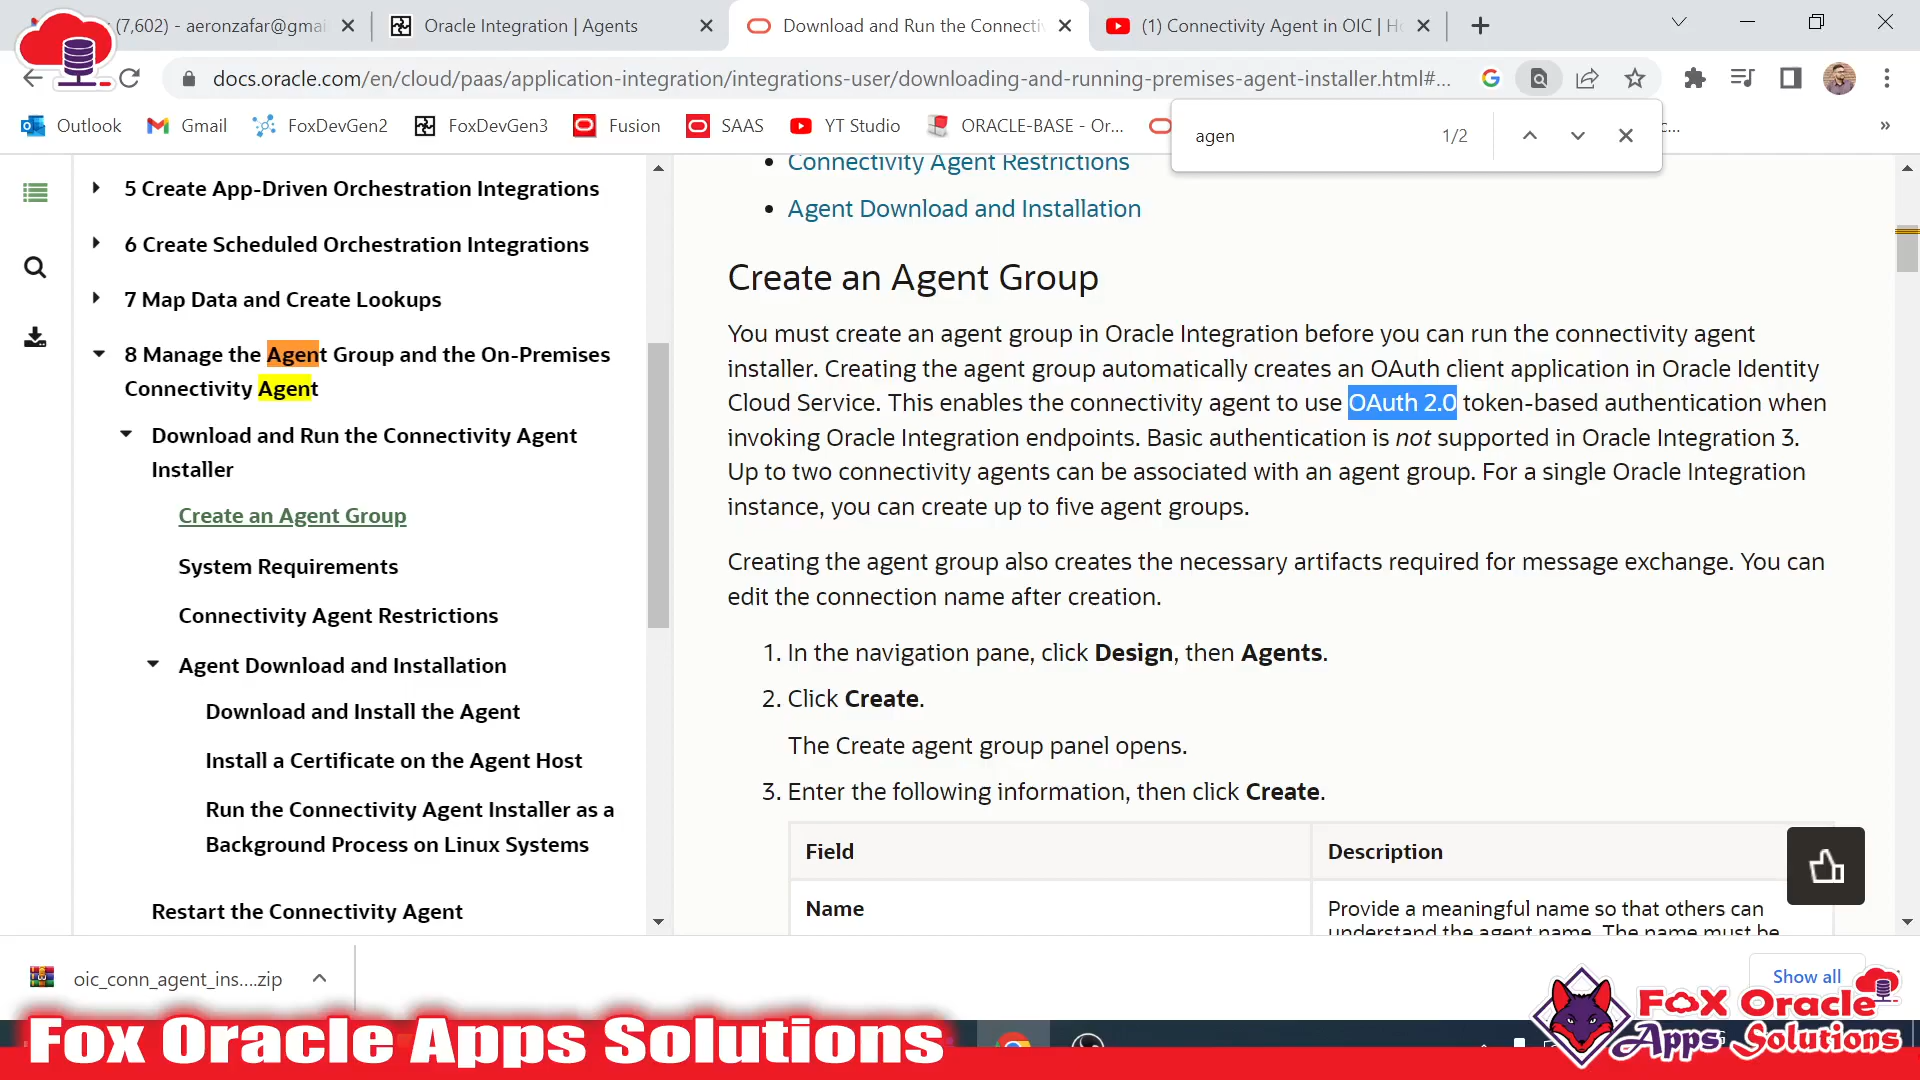 (7,602) - aeronzafar@gmai
Oracle Integration | Agents
Download and Run the Connecti
(1) Connectivity Agent in OIC | H
docs.oracle.com/en/cloud/paas/application-integration/integrations-user/downloading-and-running-premises-agent-installer.html#...
Outlook
Gmail
FoxDevGen2
FoxDevGen3
Fusion
SAAS
YT Studio
ORACLE-BASE - Or...
c...
»
agen
1/2
5 Create App-Driven Orchestration Integrations
6 Create Scheduled Orchestration Integrations
7 Map Data and Create Lookups
8 Manage the Agent Group and the On-Premises
Connectivity Agent
Download and Run the Connectivity Agent
Installer
Create an Agent Group
System Requirements
Connectivity Agent Restrictions
Agent Download and Installation
Download and Install the Agent
Install a Certificate on the Agent Host
Run the Connectivity Agent Installer as a
Background Process on Linux Systems
Restart the Connectivity Agent
• Connectivity Agent Restrictions
• Agent Download and Installation
Create an Agent Group
You must create an agent group in Oracle Integration before you can run the connectivity agent
installer. Creating the agent group automatically creates an OAuth client application in Oracle Identity
Cloud Service. This enables the connectivity agent to use OAuth 2.0 token-based authentication when
invoking Oracle Integration endpoints. Basic authentication is not supported in Oracle Integration 3.
Up to two connectivity agents can be associated with an agent group. For a single Oracle Integration
instance, you can create up to five agent groups.
Creating the agent group also creates the necessary artifacts required for message exchange. You can
edit the connection name after creation.
1. In the navigation pane, click Design, then Agents.
2. Click Create.
The Create agent group panel opens.
3. Enter the following information, then click Create.
Field
Description
Name
Provide a meaningful name so that others can
understand the agent name. The name must be
oic_conn_agent_ins....zip
Show all
Fox Oracle Apps Solutions
Fox Oracle
Apps Solutions